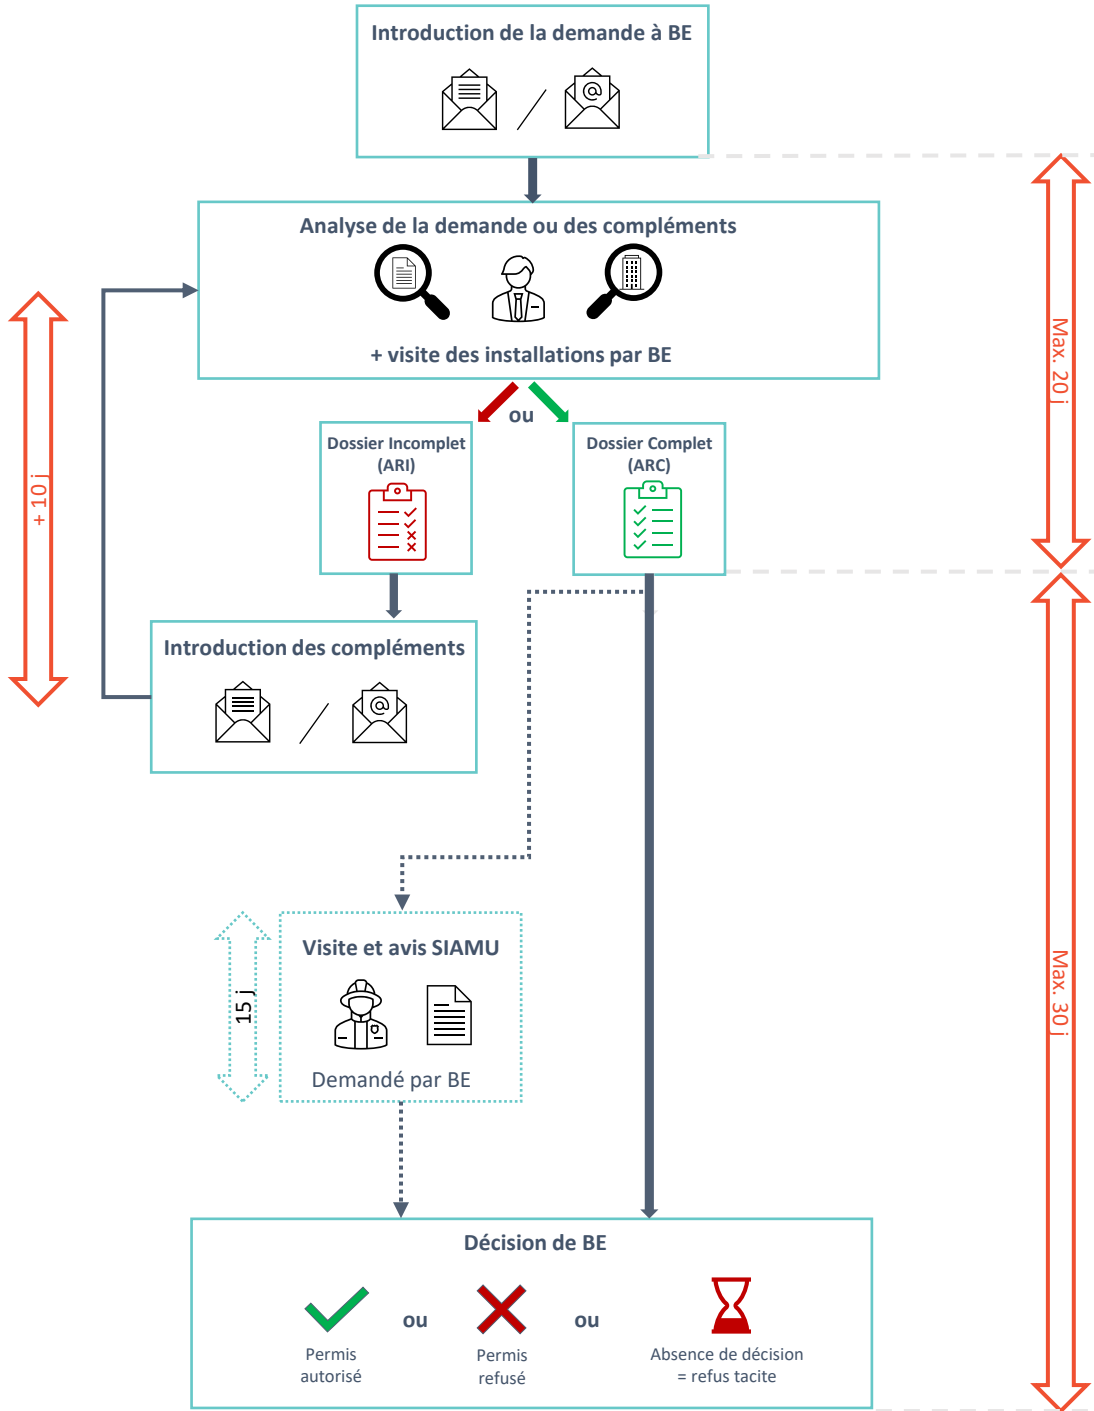 Introduction de la demande à BE
@
Analyse de la demande ou des compléments
+ visite des installations par BE
ou
Dossier Incomplet
(ARI)
Dossier Complet
(ARC)
Max. 20 j
+ 10 j
Introduction des compléments
@
Visite et avis SIAMU
15 j
Demandé par BE
Max. 30 j
Décision de BE
ou
ou
Permis
autorisé
Permis
refusé
Absence de décision
= refus tacite